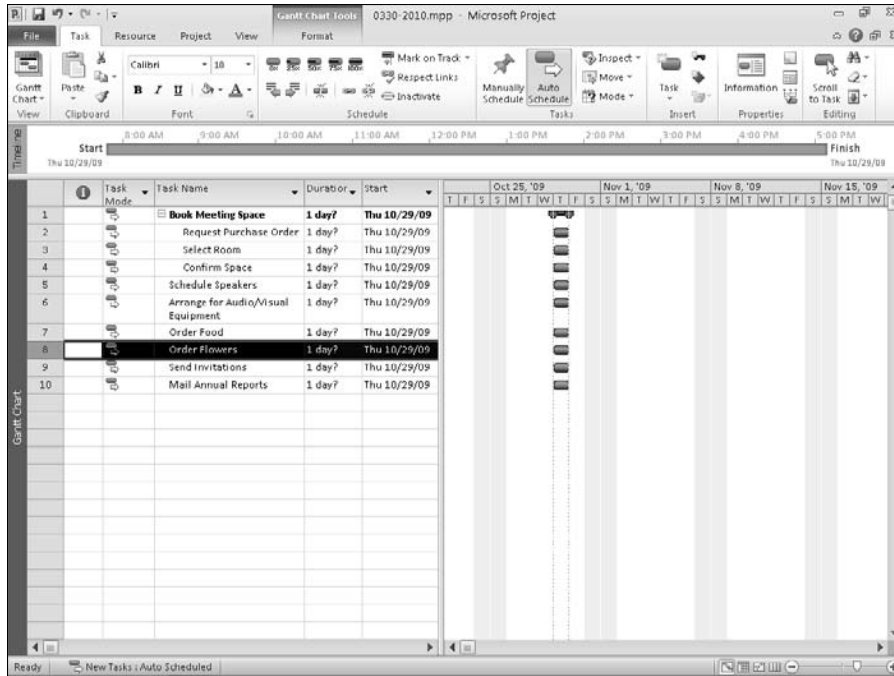 Gantt Chart Tools 0330-2010.mpp - Microsoft Project
File Task Resource Project View Format
Calibri 10
B I U A
Mark on Track
Respect Links
Inactivate
Inspect
Move
Mode
Gantt Chart
Paste
Manually Schedule
Auto Schedule
Task
Information
Scroll to Task
View Clipboard Font Schedule Tasks Insert Properties Editing
Timeline
8:00 AM 9:00 AM 10:00 AM 11:00 AM 12:00 PM 1:00 PM 2:00 PM 3:00 PM 4:00 PM 5:00 PM
Start Finish
Thu 10/29/09 Thu 10/29/09
Task Mode Task Name Duration Start
Oct 25, '09 Nov 1, '09 Nov 8, '09 Nov 15, '09
T F S S M T W T F S S M T W T F S S M T W T F S S M T W
1 Book Meeting Space 1 day? Thu 10/29/09
2 Request Purchase Order 1 day? Thu 10/29/09
3 Select Room 1 day? Thu 10/29/09
4 Confirm Space 1 day? Thu 10/29/09
5 Schedule Speakers 1 day? Thu 10/29/09
6 Arrange for Audio/Visual 1 day? Thu 10/29/09
Equipment
7 Order Food 1 day? Thu 10/29/09
8 Order Flowers 1 day? Thu 10/29/09
9 Send Invitations 1 day? Thu 10/29/09
10 Mail Annual Reports 1 day? Thu 10/29/09
Gantt Chart
Ready New Tasks : Auto Scheduled